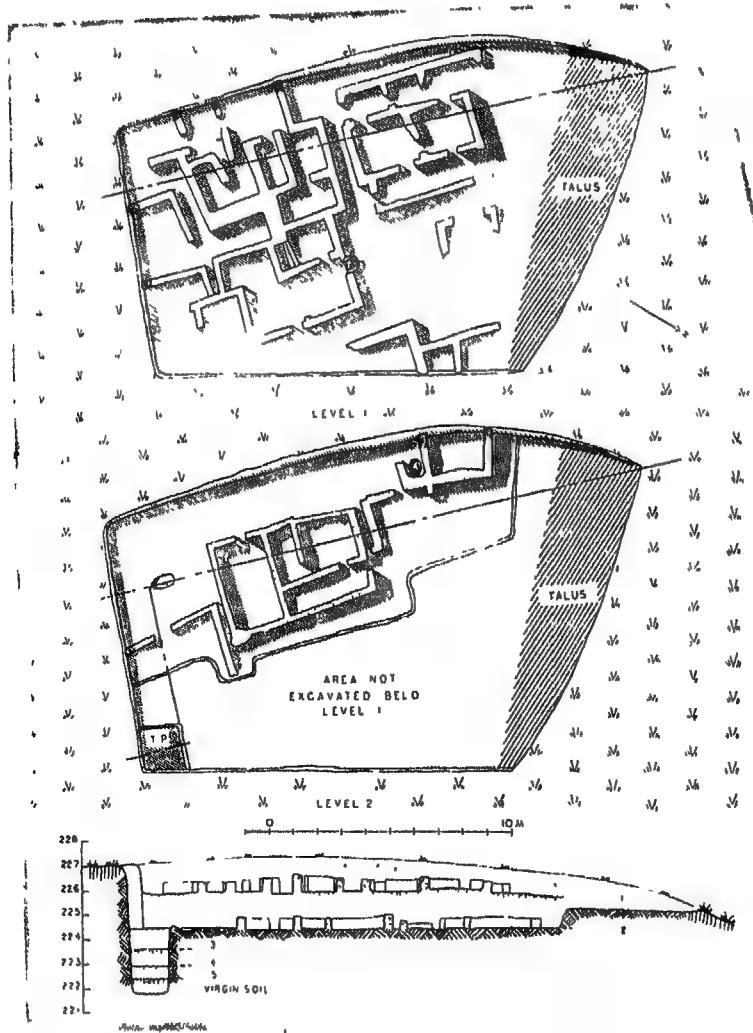 TALUS
LEVEL 1
TALUS
AREA NOT
EXCAVATED BELO
LEVEL 1
T P
LEVEL 2
0 10 M
228
227
226
225
224
223
222
221
3
4
5
VIRGIN SOIL